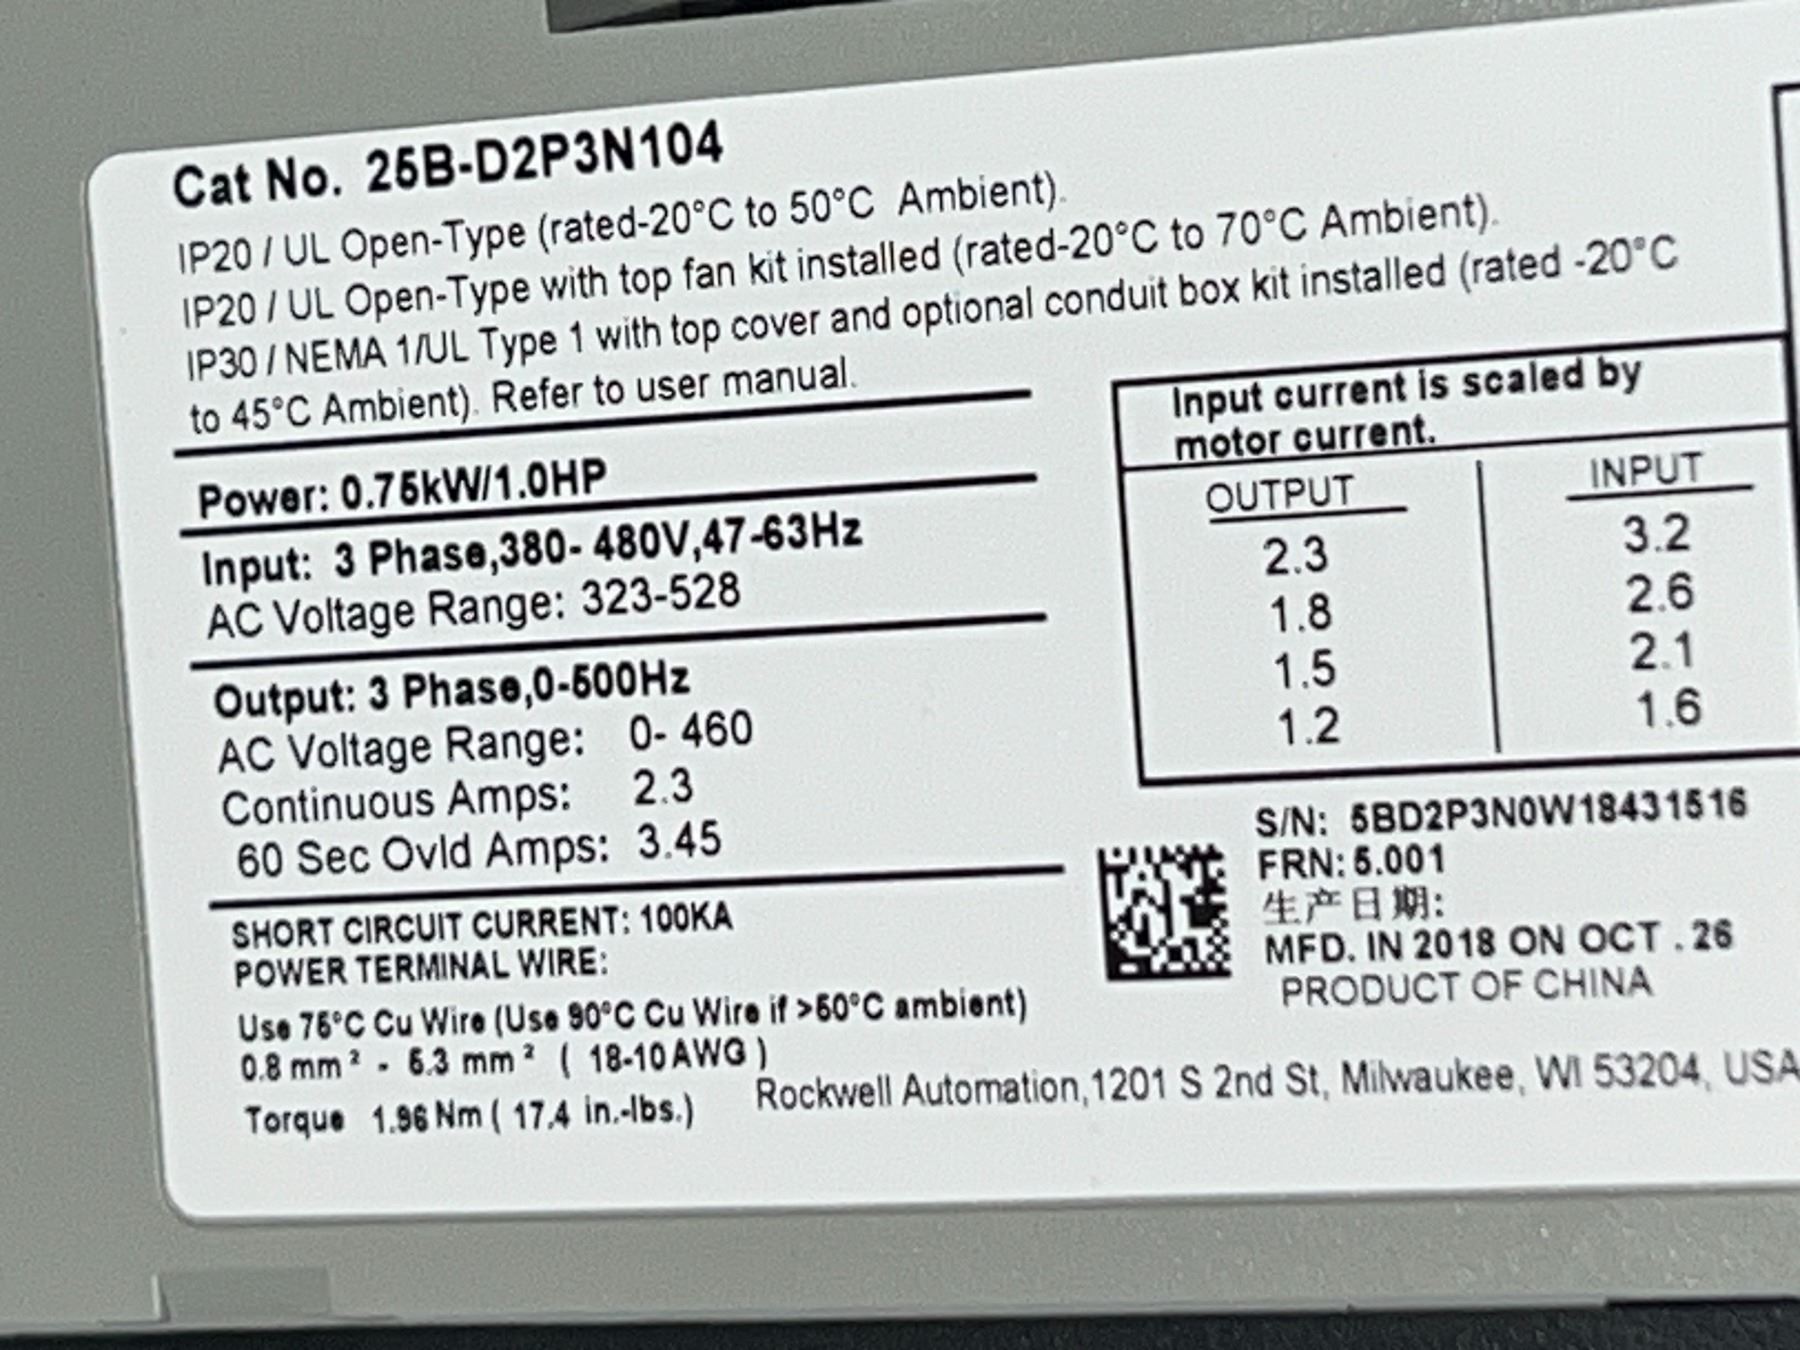 Cat No. 25B-D2P3N104
IP20 / UL Open-Type (rated-20°C to 50°C Ambient).
IP20 / UL Open-Type with top fan kit installed (rated-20°C to 70°C Ambient).
IP30 / NEMA 1/UL Type 1 with top cover and optional conduit box kit installed (rated -20°C
to 45°C Ambient). Refer to user manual.
Power: 0.75kW/1.0HP
Input: 3 Phase,380- 480V,47-63Hz
AC Voltage Range: 323-528
Output: 3 Phase,0-500Hz
AC Voltage Range: 0- 460
Continuous Amps: 2.3
60 Sec Ovld Amps: 3.45
SHORT CIRCUIT CURRENT: 100KA
POWER TERMINAL WIRE:
Use 75°C Cu Wire (Use 90°C Cu Wire if >50°C ambient)
0.8 mm² - 5.3 mm² ( 18-10 AWG )
Torque 1.96 Nm ( 17.4 in.-lbs.)
Input current is scaled by
motor current.
OUTPUT INPUT
2.3 3.2
1.8 2.6
1.5 2.1
1.2 1.6
S/N: 5BD2P3N0W18431516
FRN: 5.001
生产日期:
MFD. IN 2018 ON OCT . 26
PRODUCT OF CHINA
Rockwell Automation,1201 S 2nd St, Milwaukee, WI 53204, USA